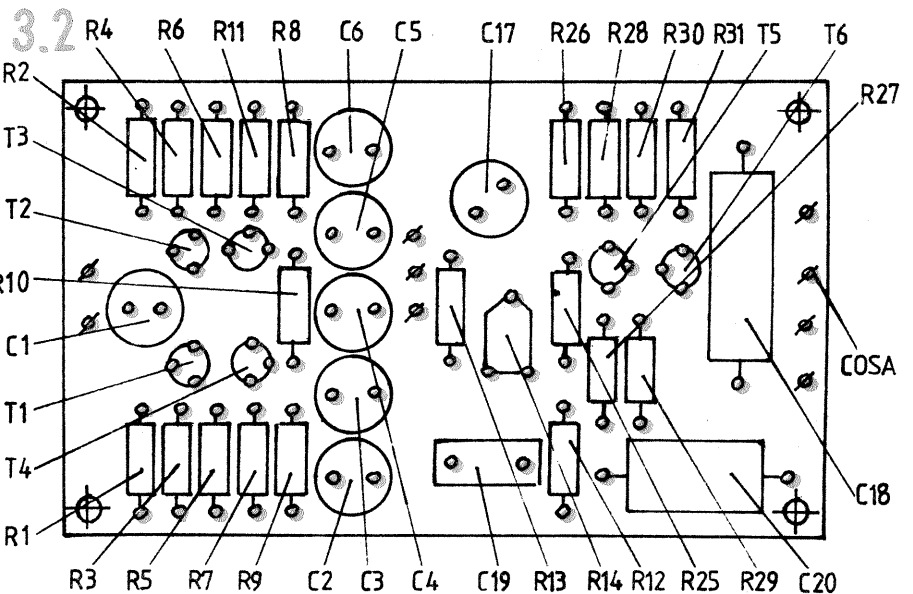 3.2
R4 R6 R11 R8 C6 C5 C17 R26 R28 R30 R31 T5 T6
R2
R27
T3
T2
R10
C1
COSA
T1
T4
C18
R1
R3 R5 R7 R9 C2 C3 C4 C19 R13 R14 R12 R25 R29 C20